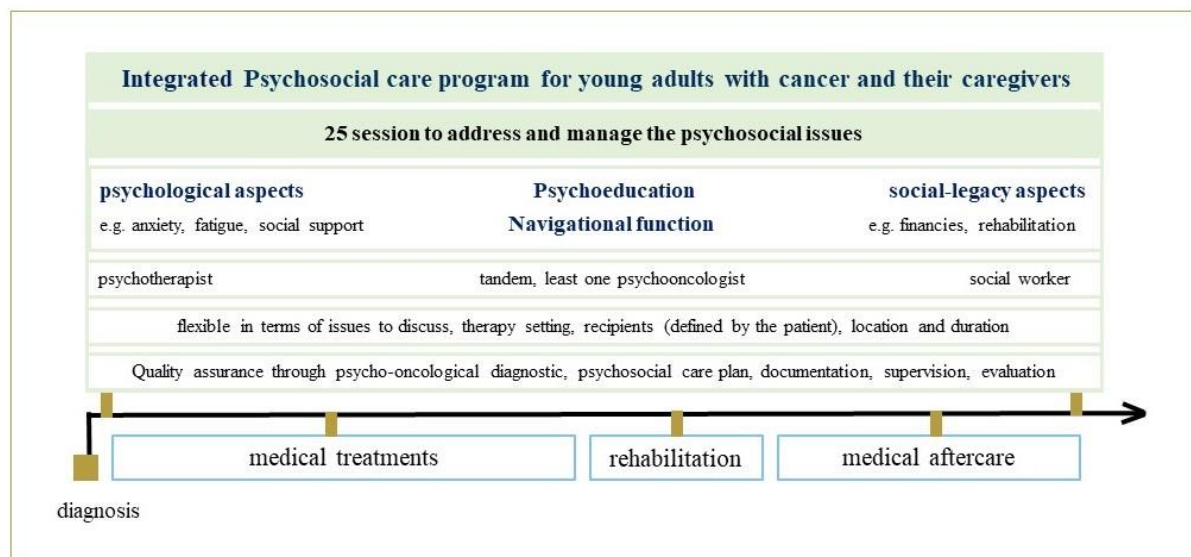 Integrated Psychosocial care program for young adults with cancer and their caregivers
25 session to address and manage the psychosocial issues
psychological aspects
e.g. anxiety, fatigue, social support
Psychoeducation
Navigational function
social-legacy aspects
e.g. financies, rehabilitation
psychotherapist
tandem, least one psychooncologist
social worker
flexible in terms of issues to discuss, therapy setting, recipients (defined by the patient), location and duration
Quality assurance through psycho-oncological diagnostic, psychosocial care plan, documentation, supervision, evaluation
medical treatments
rehabilitation
medical aftercare
diagnosis